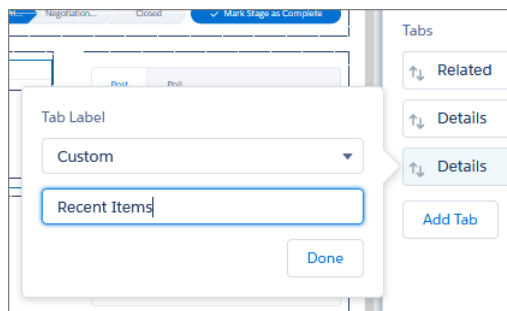 Negotiation... Closed ✓ Mark Stage as Complete
Tabs
Post Poll
Related
Tab Label
Details
Custom
Details
Recent Items
Add Tab
Done